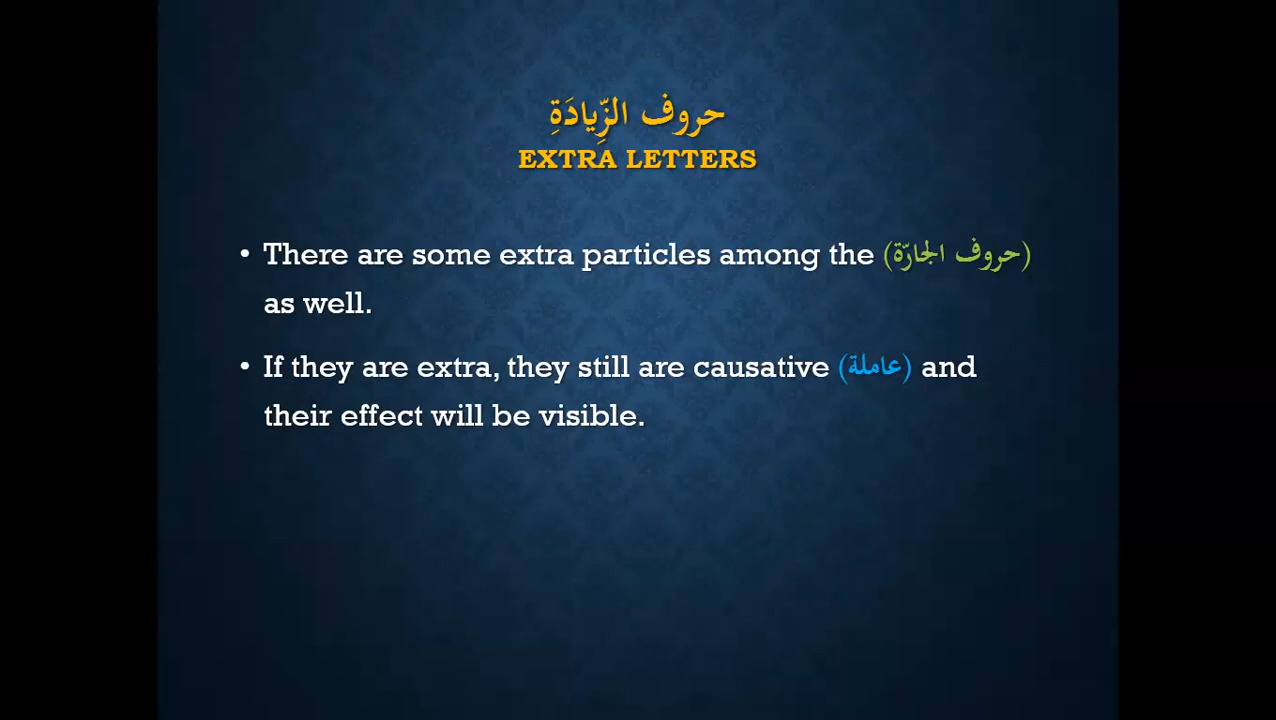 حروف الزِّيادَةِ
EXTRA LETTERS
• There are some extra particles among the (حروف الجارّة)
as well.
• If they are extra, they still are causative (عاملة) and
their effect will be visible.